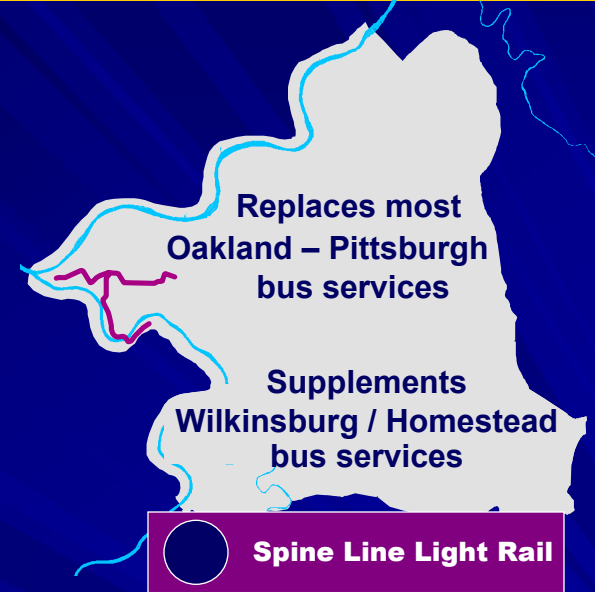 Replaces most
Oakland – Pittsburgh
bus services
Supplements
Wilkinsburg / Homestead
bus services
Spine Line Light Rail